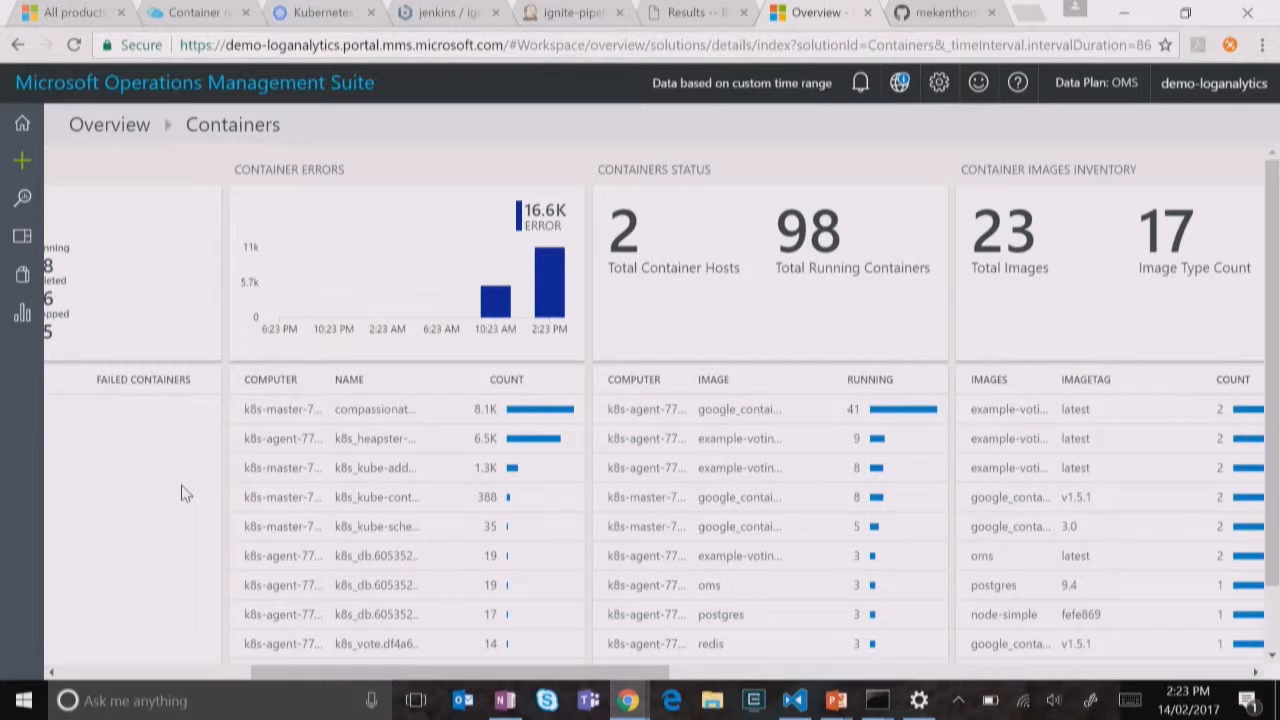 All products
Container
Kubernetes
jenkins / igni
ignite-pipel
Results
Overview -
mekenthom
Secure
https://demo-loganalytics.portal.mms.microsoft.com/#Workspace/overview/solutions/details/index?solutionId=Containers&_timeInterval.intervalDuration=86
Microsoft Operations Management Suite
Data based on custom time range
Data Plan: OMS
demo-loganalytics
Overview
Containers
nning
8
leted
6
pped
5
FAILED CONTAINERS
CONTAINER ERRORS
16.6K
ERROR
11k
5.7k
0
6:23 PM 10:23 PM 2:23 AM 6:23 AM 10:23 AM 2:23 PM
COMPUTER NAME COUNT
k8s-master-7... compassionat... 8.1K
k8s-agent-77... k8s_heapster-... 6.5K
k8s-master-7... k8s_kube-add... 1.3K
k8s-master-7... k8s_kube-cont... 388
k8s-master-7... k8s_kube-sche... 35
k8s-agent-77... k8s_db.605352.. 19
k8s-agent-77... k8s_db.605352.. 19
k8s-agent-77... k8s_db.605352.. 17
k8s-agent-77... k8s_vote.df4a6.. 14
CONTAINERS STATUS
2 98
Total Container Hosts Total Running Containers
COMPUTER IMAGE RUNNING
k8s-agent-77... google_contai... 41
k8s-agent-77... example-votin... 9
k8s-agent-77... example-votin... 8
k8s-master-7... google_contai... 8
k8s-master-7... google_contai... 5
k8s-agent-77... example-votin... 3
k8s-agent-77... oms 3
k8s-agent-77... postgres 3
k8s-agent-77... redis 3
CONTAINER IMAGES INVENTORY
23 17
Total Images Image Type Count
IMAGES IMAGETAG COUNT
example-voti... latest 2
example-voti... latest 2
example-voti... latest 2
google_conta... v1.5.1 2
google_conta... 3.0 2
oms latest 2
postgres 9.4 1
node-simple fefe869 1
google_conta... v1.5.1 1
Ask me anything
2:23 PM
14/02/2017
1